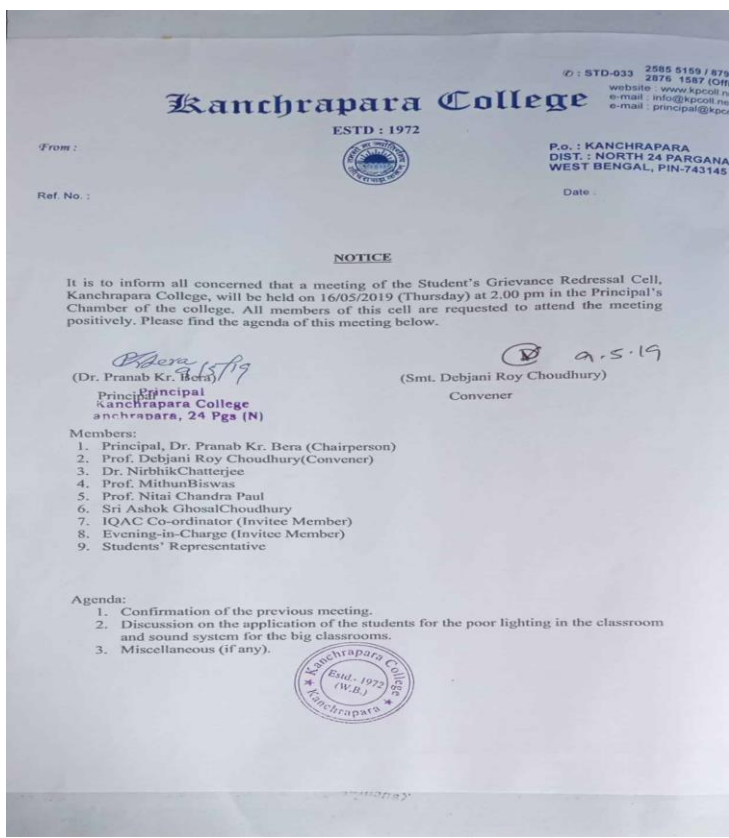 ✆ : STD-033 2585 5159 / 879
2876 1587 (Off
website : www.kpcoll.ne
e-mail : info@kpcoll.ne
e-mail : principal@kpc
Kanchrapara College
ESTD : 1972
From :
P.o. : KANCHRAPARA
DIST. : NORTH 24 PARGANA
WEST BENGAL, PIN-743145
Ref. No. :
Date :
NOTICE
It is to inform all concerned that a meeting of the Student's Grievance Redressal Cell,
Kanchrapara College, will be held on 16/05/2019 (Thursday) at 2.00 pm in the Principal's
Chamber of the college. All members of this cell are requested to attend the meeting
positively. Please find the agenda of this meeting below.
PBera 9/5/19
9.5.19
(Dr. Pranab Kr. Bera)
(Smt. Debjani Roy Choudhury)
Principal
Convener
Principal
Kanchrapara College
anchrapara, 24 Pgs (N)
Members:
1. Principal, Dr. Pranab Kr. Bera (Chairperson)
2. Prof. Debjani Roy Choudhury(Convener)
3. Dr. NirbhikChatterjee
4. Prof. MithunBiswas
5. Prof. Nitai Chandra Paul
6. Sri Ashok GhosalChoudhury
7. IQAC Co-ordinator (Invitee Member)
8. Evening-in-Charge (Invitee Member)
9. Students' Representative
Agenda:
1. Confirmation of the previous meeting.
2. Discussion on the application of the students for the poor lighting in the classroom
and sound system for the big classrooms.
3. Miscellaneous (if any).
Kanchrapara College
Estd.- 1972
(W.B.)
Kanchrapara